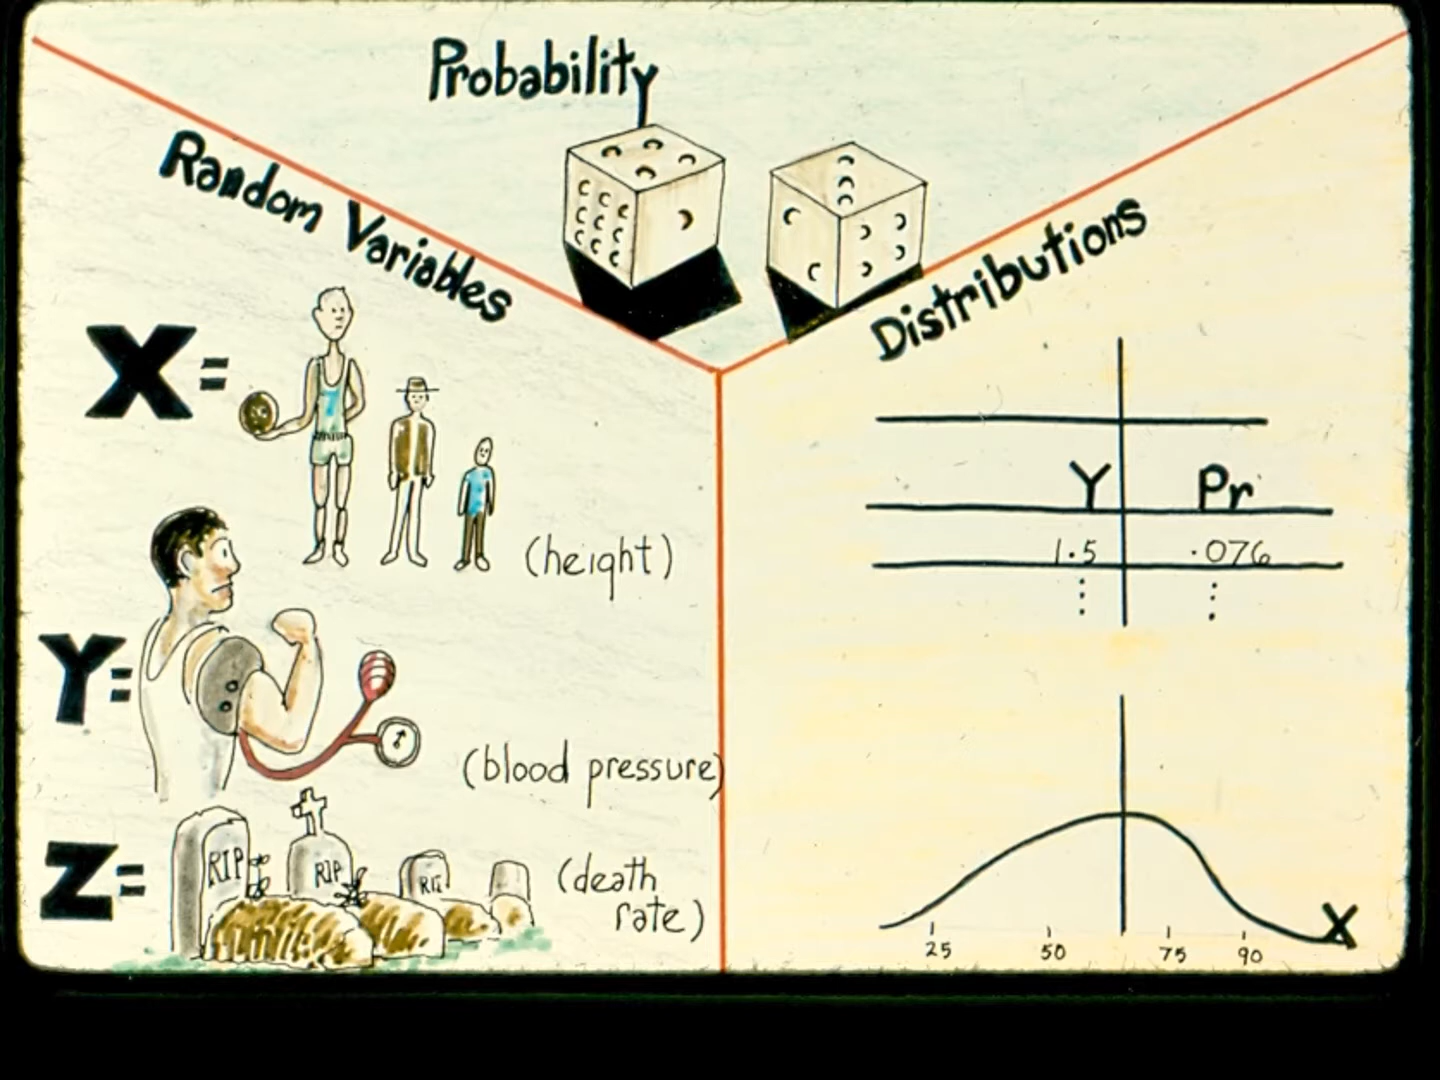 Probability
Random Variables
X =
(height)
Y =
(blood pressure)
Z =
RIP
RIP
RIP
(death
rate)
Distributions
Y Pr
1.5 .076
X
25 50 75 90